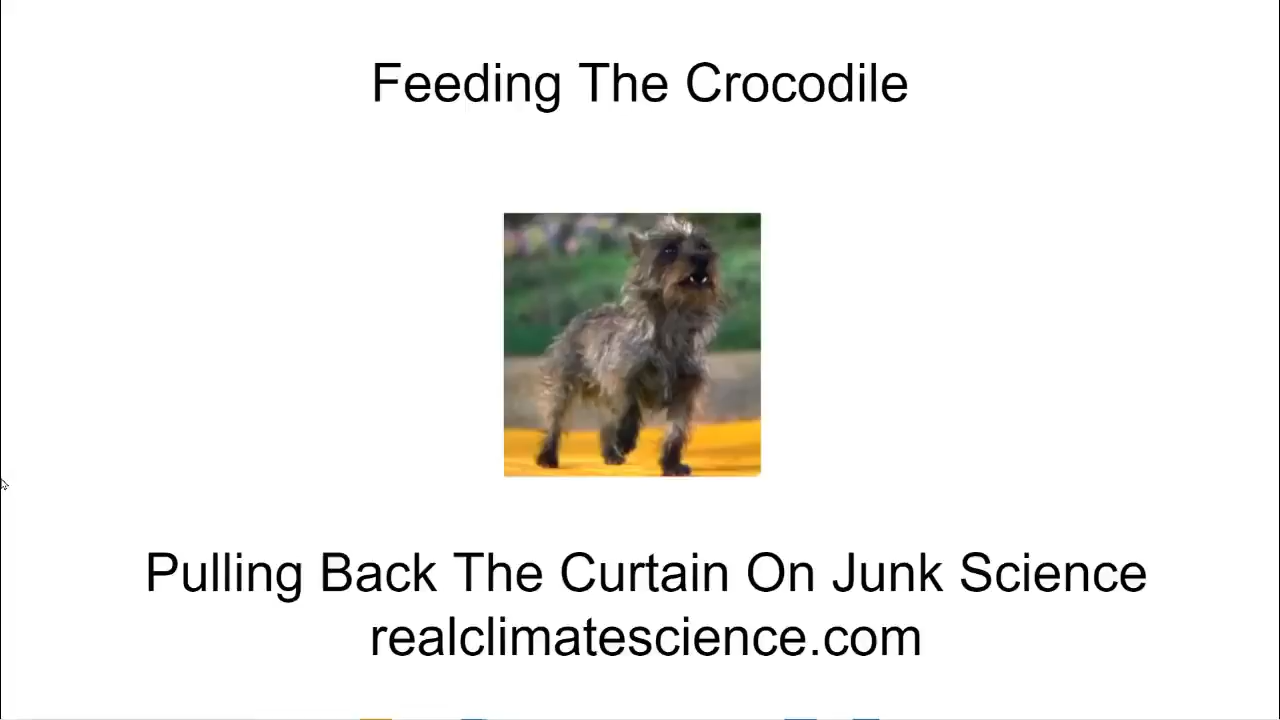 Feeding The Crocodile
Pulling Back The Curtain On Junk Science
realclimatescience.com